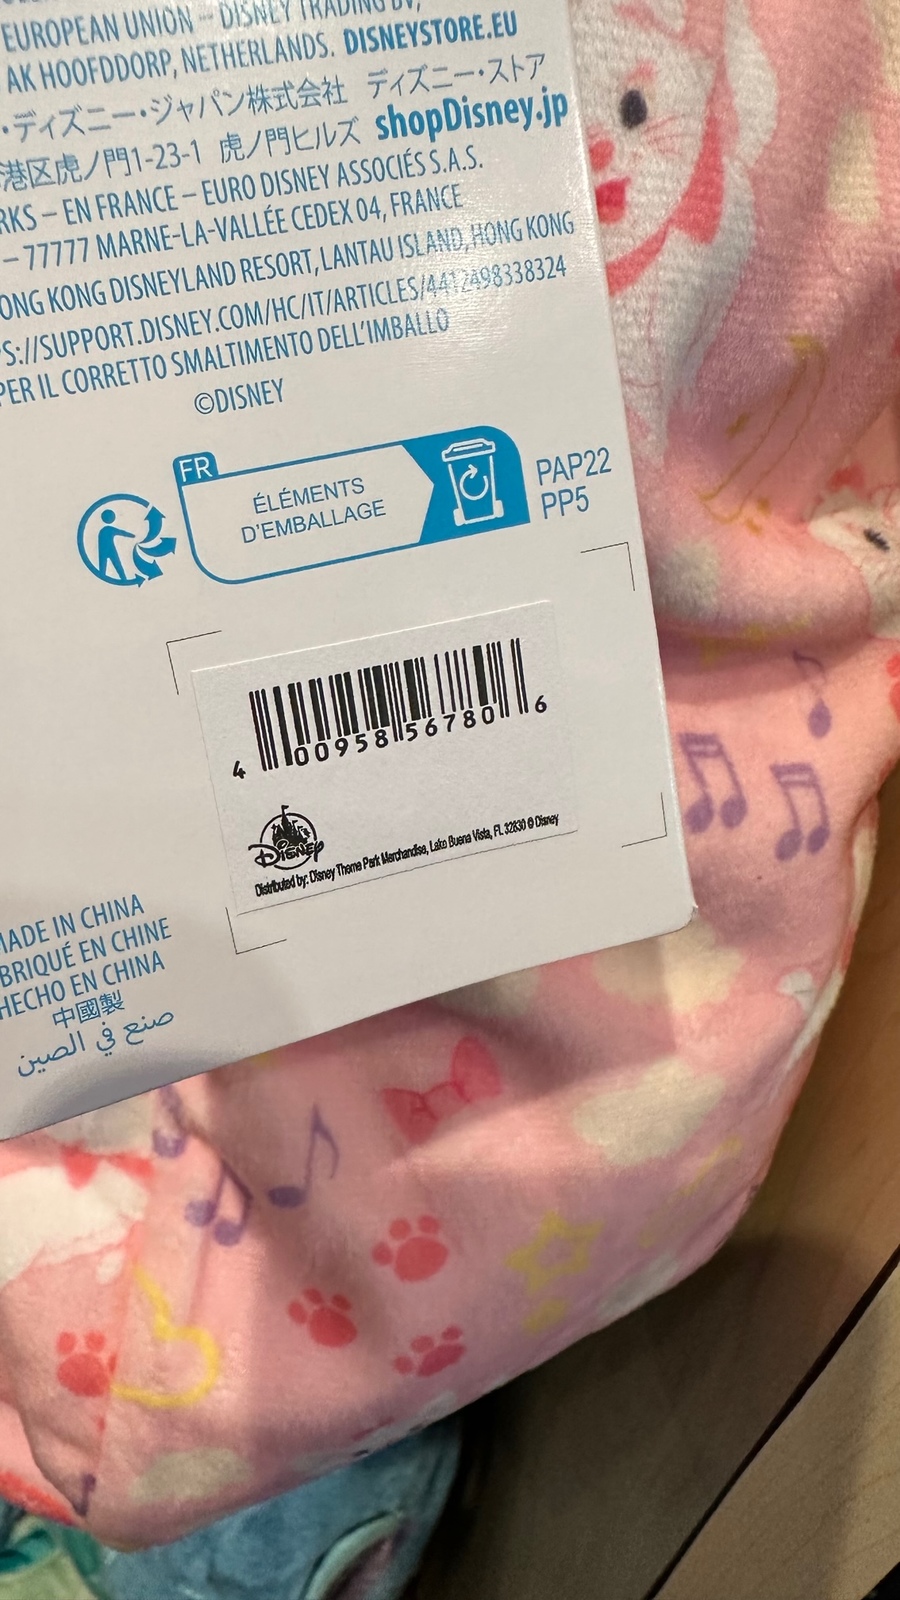 EUROPEAN UNION – DISNEY TRADING BV,
AK HOOFDDORP, NETHERLANDS. DISNEYSTORE.EU
・ディズニー・ジャパン株式会社 ディズニー・ストア
港区虎ノ門1-23-1 虎ノ門ヒルズ shopDisney.jp
RKS – EN FRANCE – EURO DISNEY ASSOCIÉS S.A.S.
– 77777 MARNE-LA-VALLÉE CEDEX 04, FRANCE
ONG KONG DISNEYLAND RESORT, LANTAU ISLAND, HONG KONG
PS://SUPPORT.DISNEY.COM/HC/IT/ARTICLES/4412498338324
PER IL CORRETTO SMALTIMENTO DELL'IMBALLO
©DISNEY
FR
ÉLÉMENTS
D'EMBALLAGE
PAP22
PP5
4 00958 56780 6
Disney
Distributed by: Disney Theme Park Merchandise, Lake Buena Vista, FL 32830 © Disney
MADE IN CHINA
BRIQUÉ EN CHINE
HECHO EN CHINA
中國製
صنع في الصين